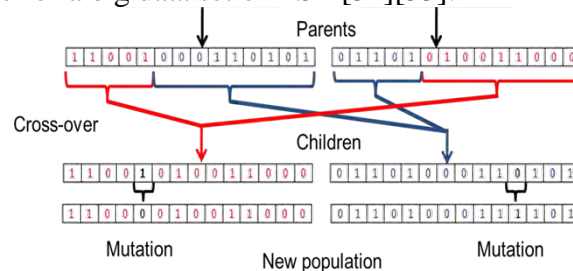 a big data set
Parents
1 1 0 0 1 0 0 0 1 1 0 1 0 1 0 1 1 0 1 0 1 0 0 1 1 0 0 0
Cross-over
Children
1 1 0 0 1 0 1 0 0 1 1 0 0 0 0 1 1 0 1 0 0 0 1 1 0 1 0 1
1 1 0 0 0 0 1 0 0 1 1 0 0 0 0 1 1 0 1 0 0 0 1 1 1 1 0 1
Mutation
New population
Mutation